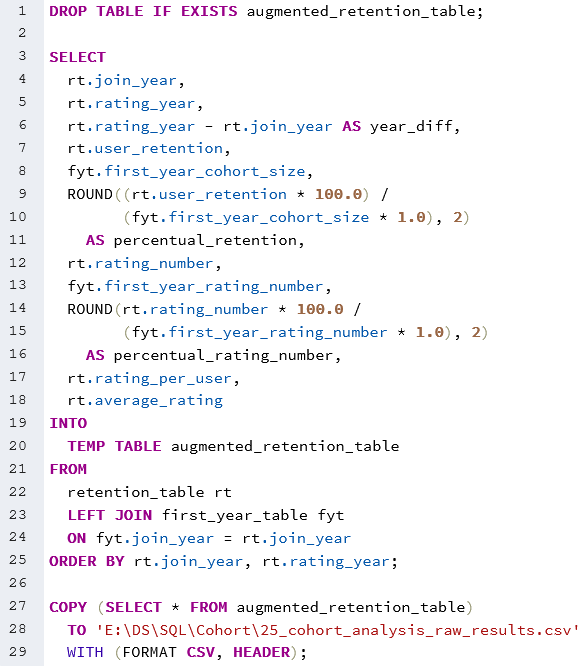 1 DROP TABLE IF EXISTS augmented_retention_table;
2
3 SELECT
4 rt.join_year,
5 rt.rating_year,
6 rt.rating_year - rt.join_year AS year_diff,
7 rt.user_retention,
8 fyt.first_year_cohort_size,
9 ROUND((rt.user_retention * 100.0) /
10 (fyt.first_year_cohort_size * 1.0), 2)
11 AS percentual_retention,
12 rt.rating_number,
13 fyt.first_year_rating_number,
14 ROUND(rt.rating_number * 100.0 /
15 (fyt.first_year_rating_number * 1.0), 2)
16 AS percentual_rating_number,
17 rt.rating_per_user,
18 rt.average_rating
19 INTO
20 TEMP TABLE augmented_retention_table
21 FROM
22 retention_table rt
23 LEFT JOIN first_year_table fyt
24 ON fyt.join_year = rt.join_year
25 ORDER BY rt.join_year, rt.rating_year;
26
27 COPY (SELECT * FROM augmented_retention_table)
28 TO 'E:\DS\SQL\Cohort\25_cohort_analysis_raw_results.csv'
29 WITH (FORMAT CSV, HEADER);